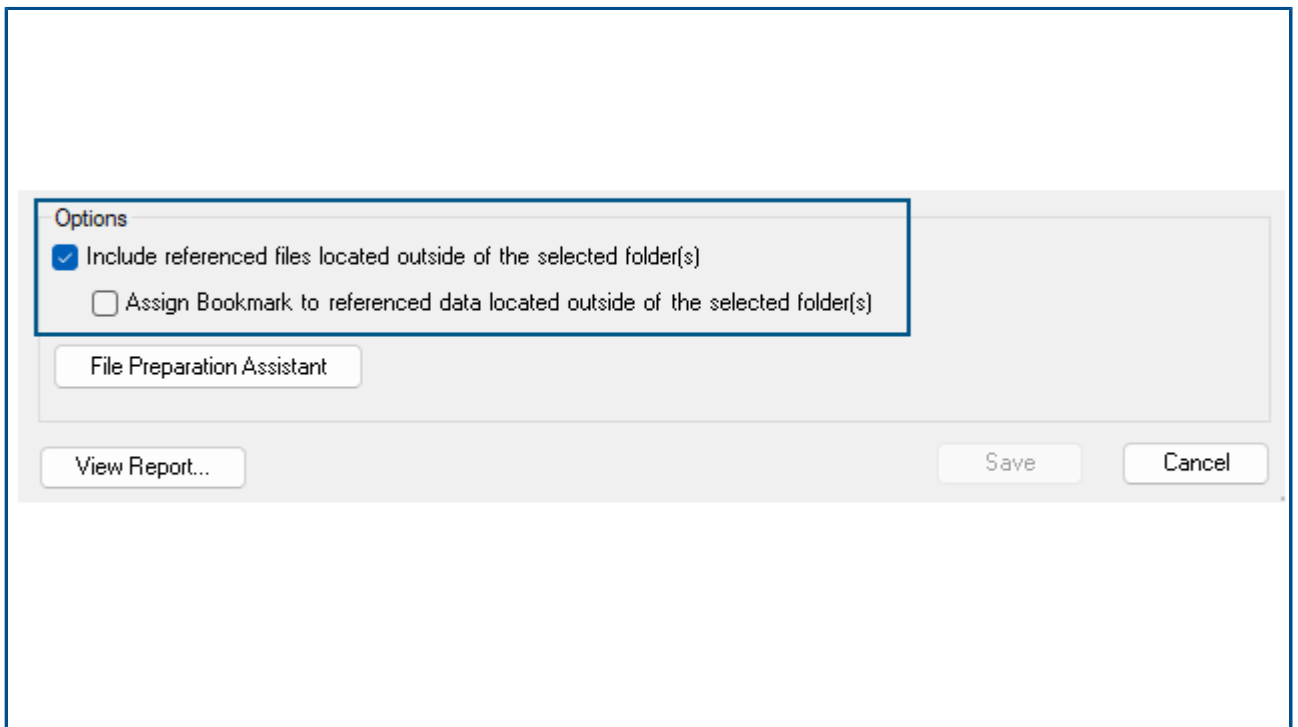 Options
Include referenced files located outside of the selected folder(s)
Assign Bookmark to referenced data located outside of the selected folder(s)
File Preparation Assistant
View Report...
Save
Cancel